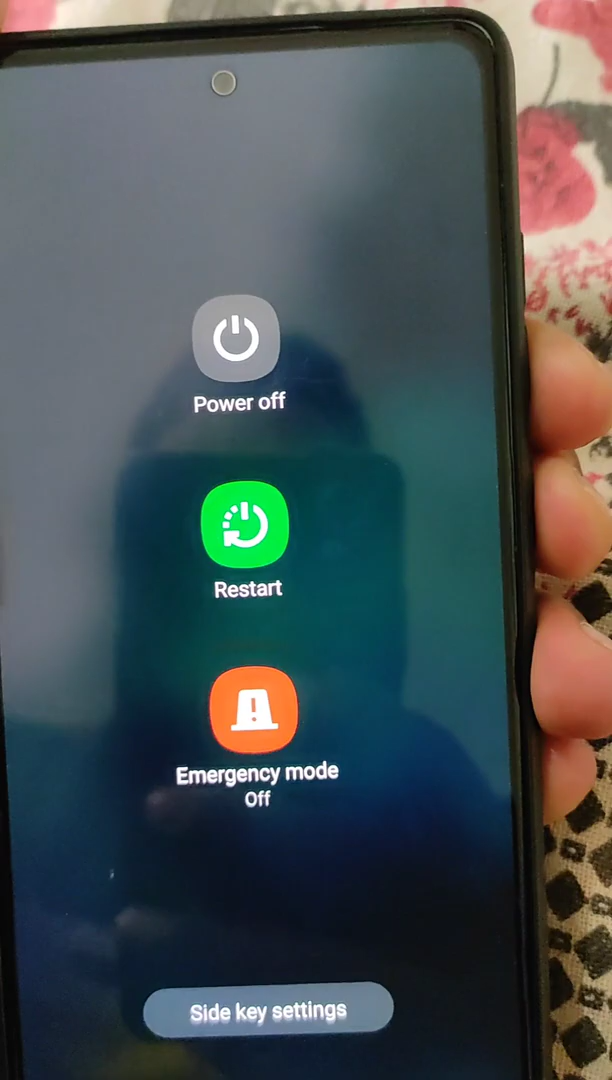 Power off
Restart
Emergency mode
Off
Side key settings